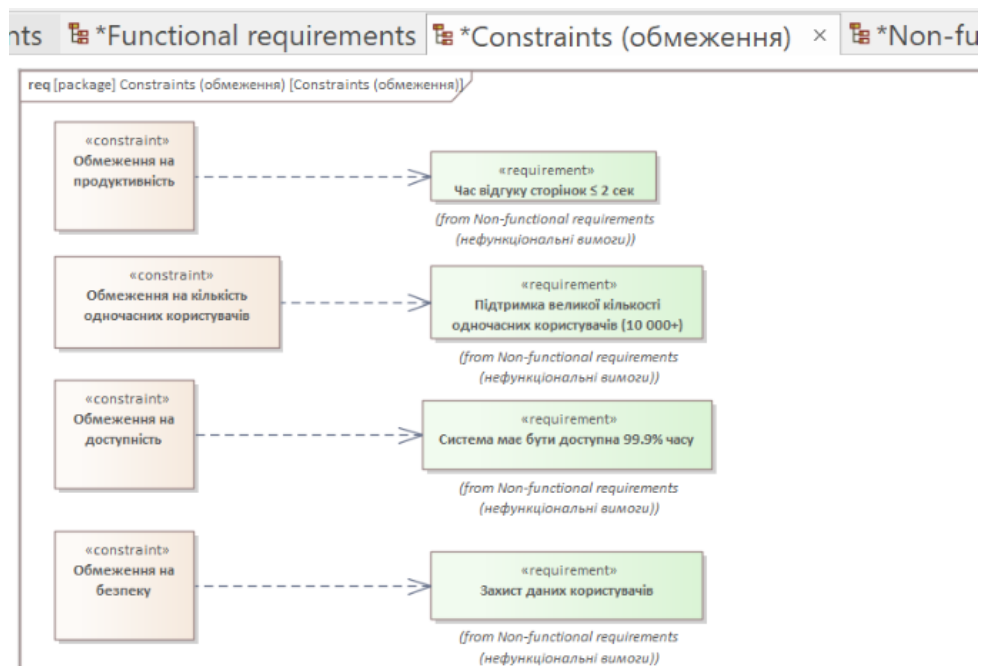 nts *Functional requirements *Constraints (обмеження) × *Non-fu
req [package] Constraints (обмеження) [Constraints (обмеження)]
«constraint»
Обмеження на
продуктивність
«requirement»
Час відгуку сторінок ≤ 2 сек
(from Non-functional requirements
(нефункціональні вимоги))
«constraint»
Обмеження на кількість
одночасних користувачів
«requirement»
Підтримка великої кількості
одночасних користувачів (10 000+)
(from Non-functional requirements
(нефункціональні вимоги))
«constraint»
Обмеження на
доступність
«requirement»
Система має бути доступна 99.9% часу
(from Non-functional requirements
(нефункціональні вимоги))
«constraint»
Обмеження на
безпеку
«requirement»
Захист даних користувачів
(from Non-functional requirements
(нефункціональні вимоги))